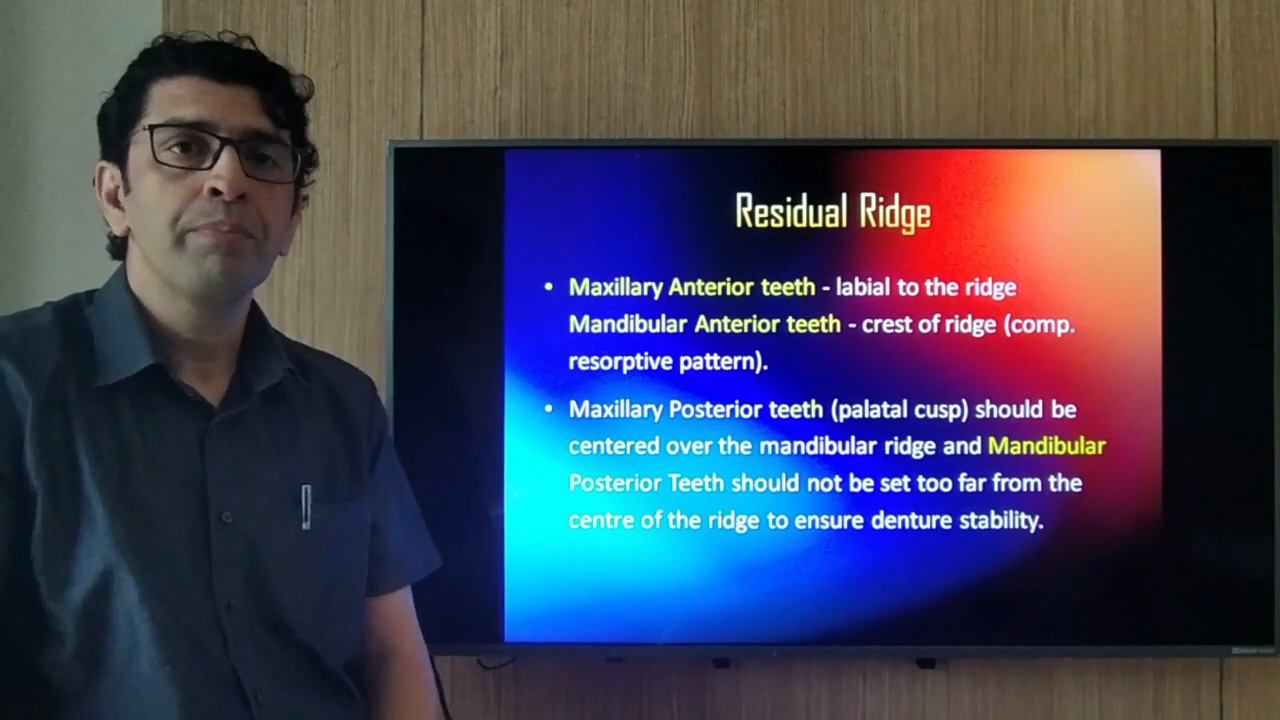 Residual Ridge
• Maxillary Anterior teeth - labial to the ridge
Mandibular Anterior teeth - crest of ridge (comp.
resorptive pattern).
• Maxillary Posterior teeth (palatal cusp) should be
centered over the mandibular ridge and Mandibular
Posterior Teeth should not be set too far from the
centre of the ridge to ensure denture stability.